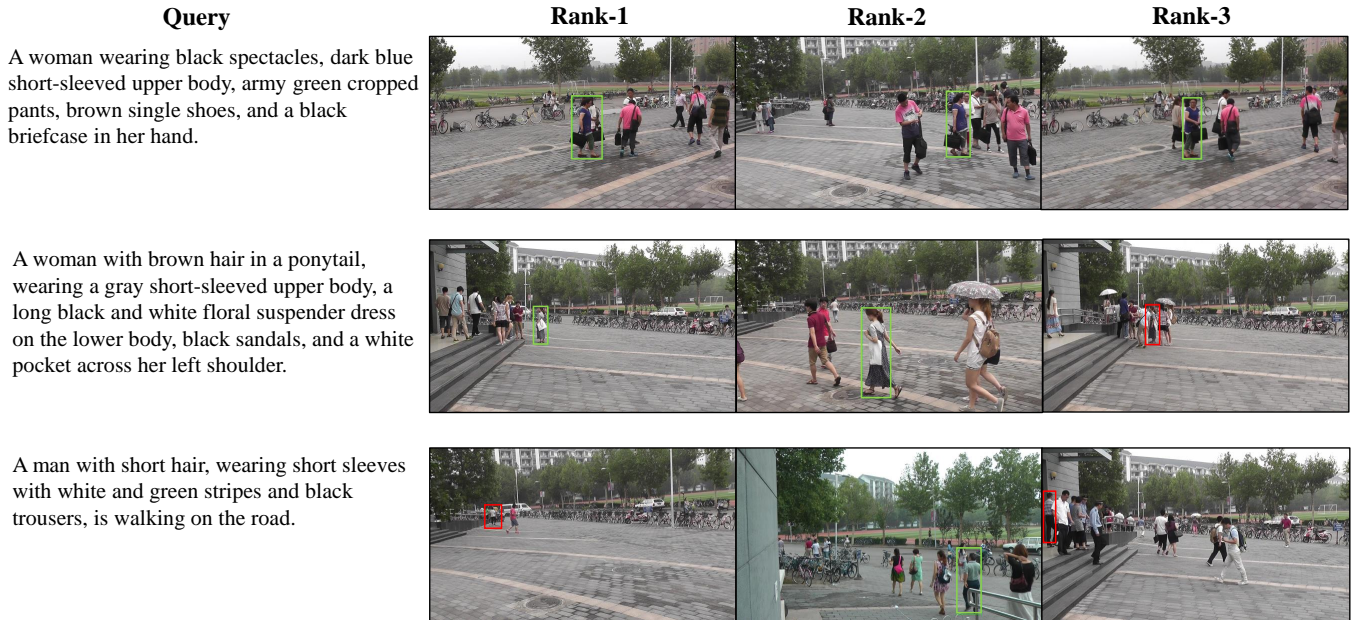 Query
Rank-1
Rank-2
Rank-3
A woman wearing black spectacles, dark blue
short-sleeved upper body, army green cropped
pants, brown single shoes, and a black
briefcase in her hand.
A woman with brown hair in a ponytail,
wearing a gray short-sleeved upper body, a
long black and white floral suspender dress
on the lower body, black sandals, and a white
pocket across her left shoulder.
A man with short hair, wearing short sleeves
with white and green stripes and black
trousers, is walking on the road.